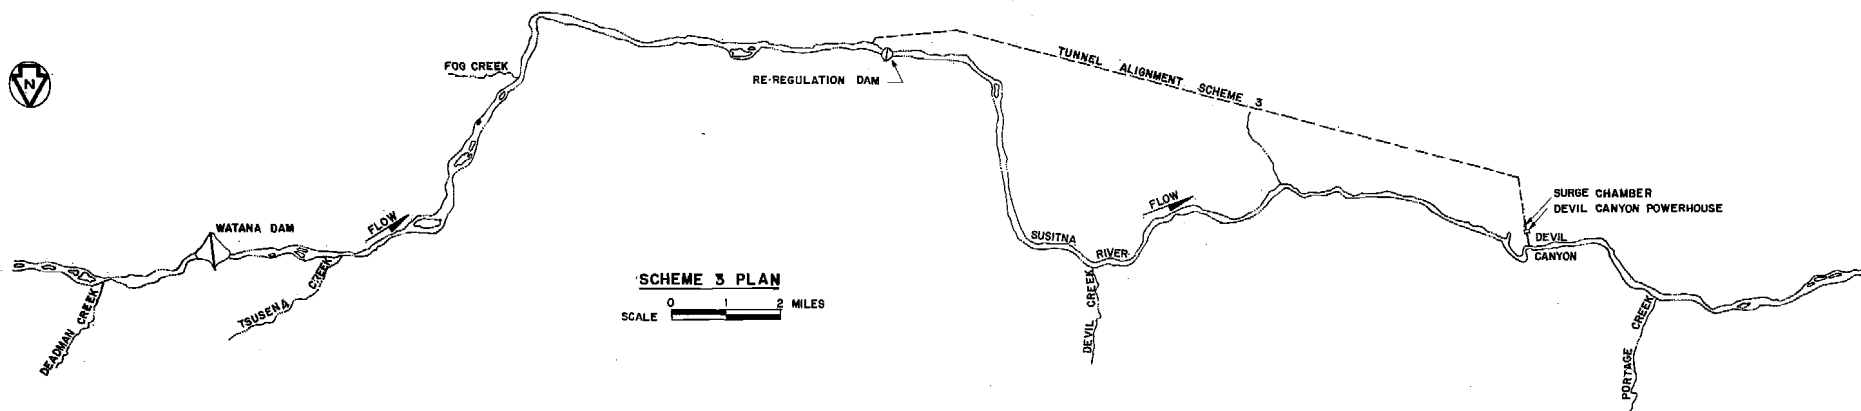 N
FOG CREEK
RE-REGULATION DAM
TUNNEL ALIGNMENT SCHEME 3
WATANA DAM
FLOW
FLOW
SURGE CHAMBER
DEVIL CANYON POWERHOUSE
SUSITNA RIVER
DEVIL
CANYON
DEADMAN CREEK
TSUSENA CREEK
DEVIL CREEK
PORTAGE CREEK
SCHEME 3 PLAN
0 1 2 MILES
SCALE